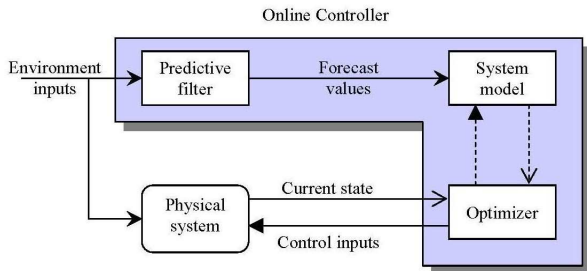 Online Controller
Environment
inputs
Predictive
filter
Forecast
values
System
model
Physical
system
Current state
Control inputs
Optimizer